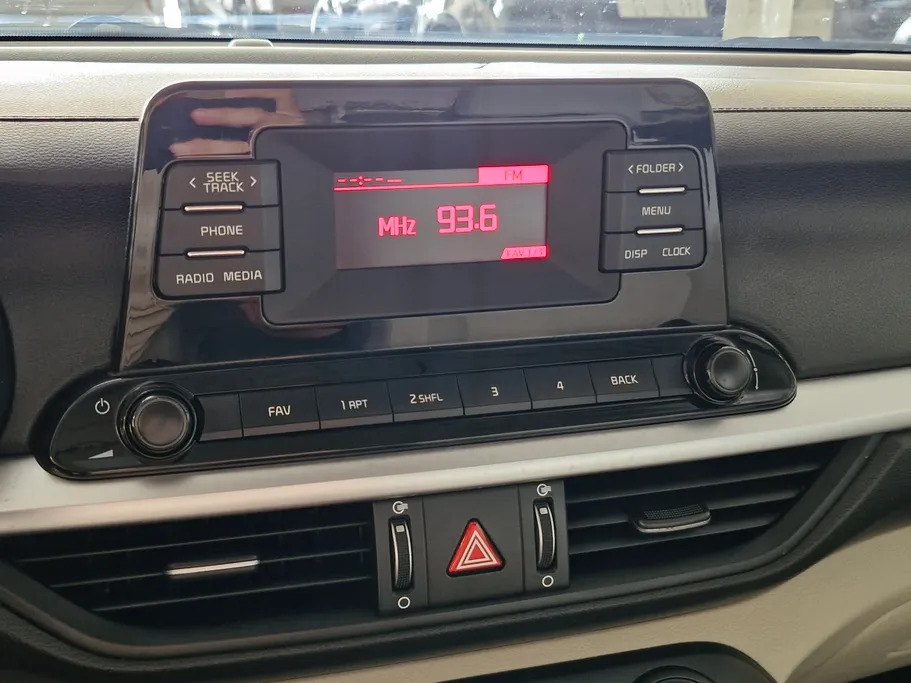 SEEK
TRACK
PHONE
RADIO MEDIA
--:-- FM
MHz 93.6
FOLDER
MENU
DISP CLOCK
FAV 1 RPT 2 SHFL 3 4 BACK